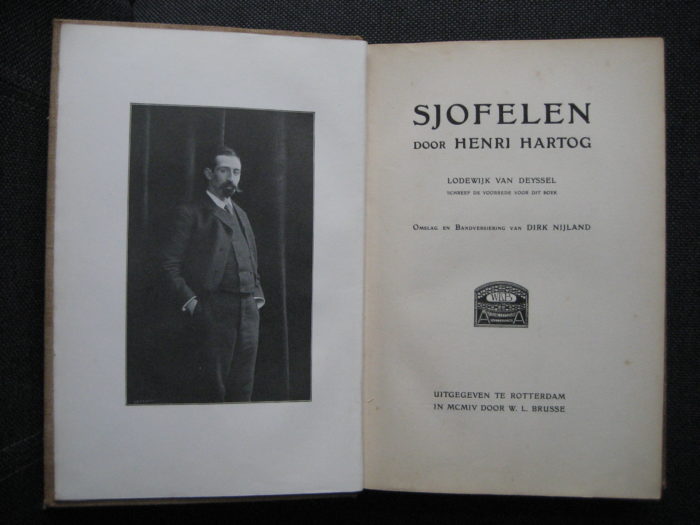 SJOFELEN
DOOR HENRI HARTOG
LODEWIJK VAN DEYSSEL
SCHREEF DE VOORREDE VOOR DIT BOEK
OMSLAG EN BANDVERSIERING VAN DIRK NIJLAND
UITGEGEVEN TE ROTTERDAM
IN MCMIV DOOR W. L. BRUSSE